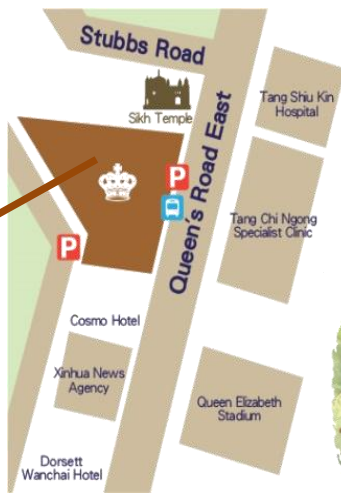 Stubbs Road
Sikh Temple
Tang Shiu Kin
Hospital
Queen's Road East
P
Tang Chi Ngong
Specialist Clinic
P
Cosmo Hotel
Xinhua News
Agency
Queen Elizabeth
Stadium
Dorsett
Wanchai Hotel